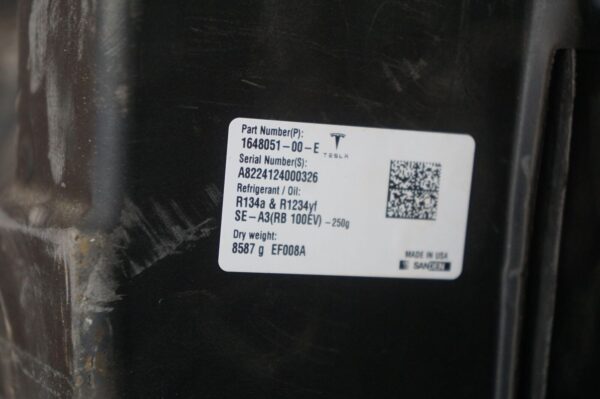 Part Number(P):
1648051-00-E
TESLA
Serial Number(S):
A8224124000326
Refrigerant / Oil:
R134a & R1234yf
SE-A3(RB 100EV) -250g
Dry weight:
8587 g EF008A
MADE IN USA
SANDEN